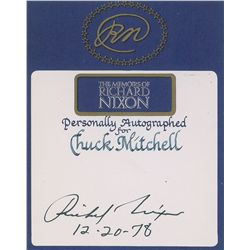 RN
THE MEMOIRS OF
RICHARD
NIXON
Personally Autographed
for
Chuck Mitchell
Richard Nixon
12-20-78